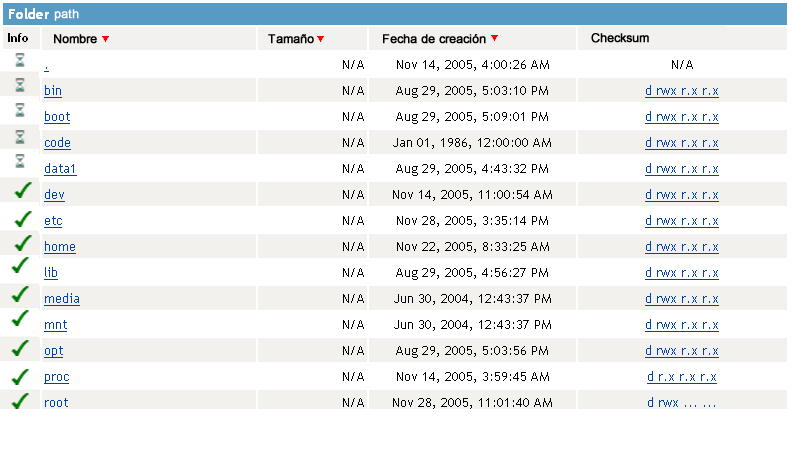 Folder path
Info Nombre Tamaño Fecha de creación Checksum
. N/A Nov 14, 2005, 4:00:26 AM N/A
bin N/A Aug 29, 2005, 5:03:10 PM d rwx r.x r.x
boot N/A Aug 29, 2005, 5:09:01 PM d rwx r.x r.x
code N/A Jan 01, 1986, 12:00:00 AM d rwx r.x r.x
data1 N/A Aug 29, 2005, 4:43:32 PM d rwx r.x r.x
dev N/A Nov 14, 2005, 11:00:54 AM d rwx r.x r.x
etc N/A Nov 28, 2005, 3:35:14 PM d rwx r.x r.x
home N/A Nov 22, 2005, 8:33:25 AM d rwx r.x r.x
lib N/A Aug 29, 2005, 4:56:27 PM d rwx r.x r.x
media N/A Jun 30, 2004, 12:43:37 PM d rwx r.x r.x
mnt N/A Jun 30, 2004, 12:43:37 PM d rwx r.x r.x
opt N/A Aug 29, 2005, 5:03:56 PM d rwx r.x r.x
proc N/A Nov 14, 2005, 3:59:45 AM d r.x r.x r.x
root N/A Nov 28, 2005, 11:01:40 AM d rwx ... ...